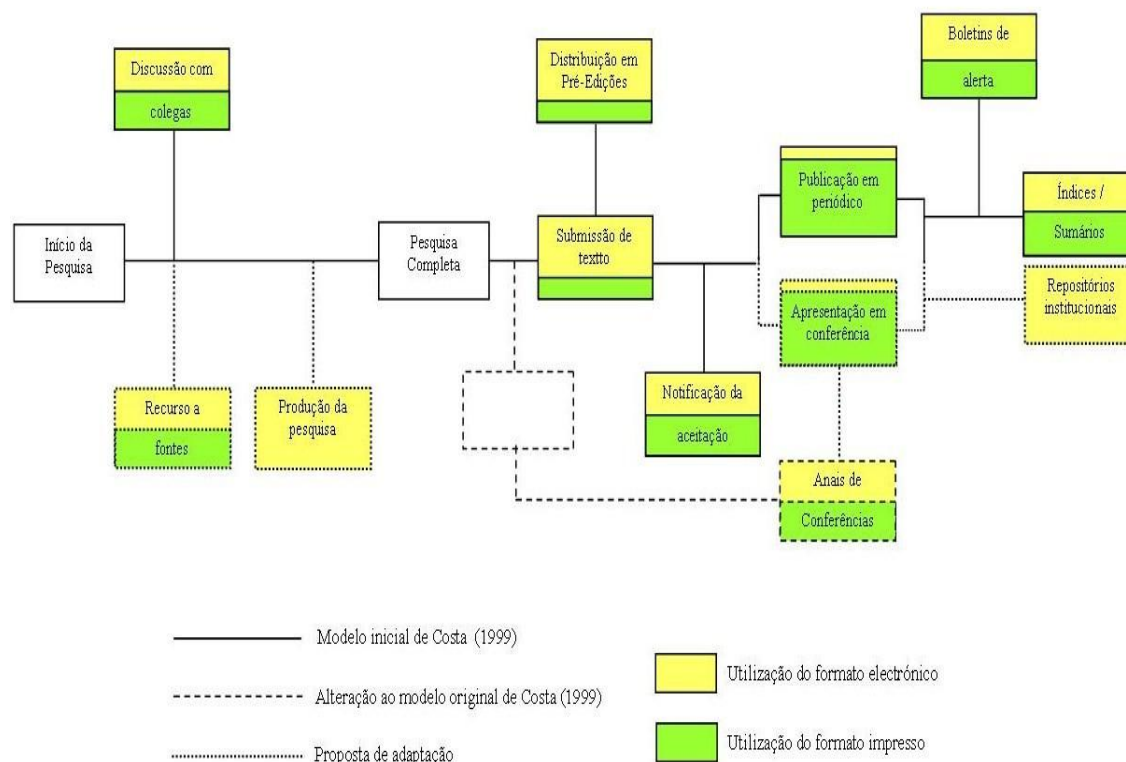 Discussão com
colegas
Distribuição em
Pré-Edições
Boletins de
alerta
Publicação em
periódico
Índices /
Sumários
Início da
Pesquisa
Pesquisa
Completa
Submissão de
textto
Apresentação em
conferência
Repositórios
institucionais
Recurso a
fontes
Produção da
pesquisa
Notificação da
aceitação
Anais de
Conferências
Modelo inicial de Costa (1999)
Alteração ao modelo original de Costa (1999)
Proposta de adaptação
Utilização do formato electrónico
Utilização do formato impresso